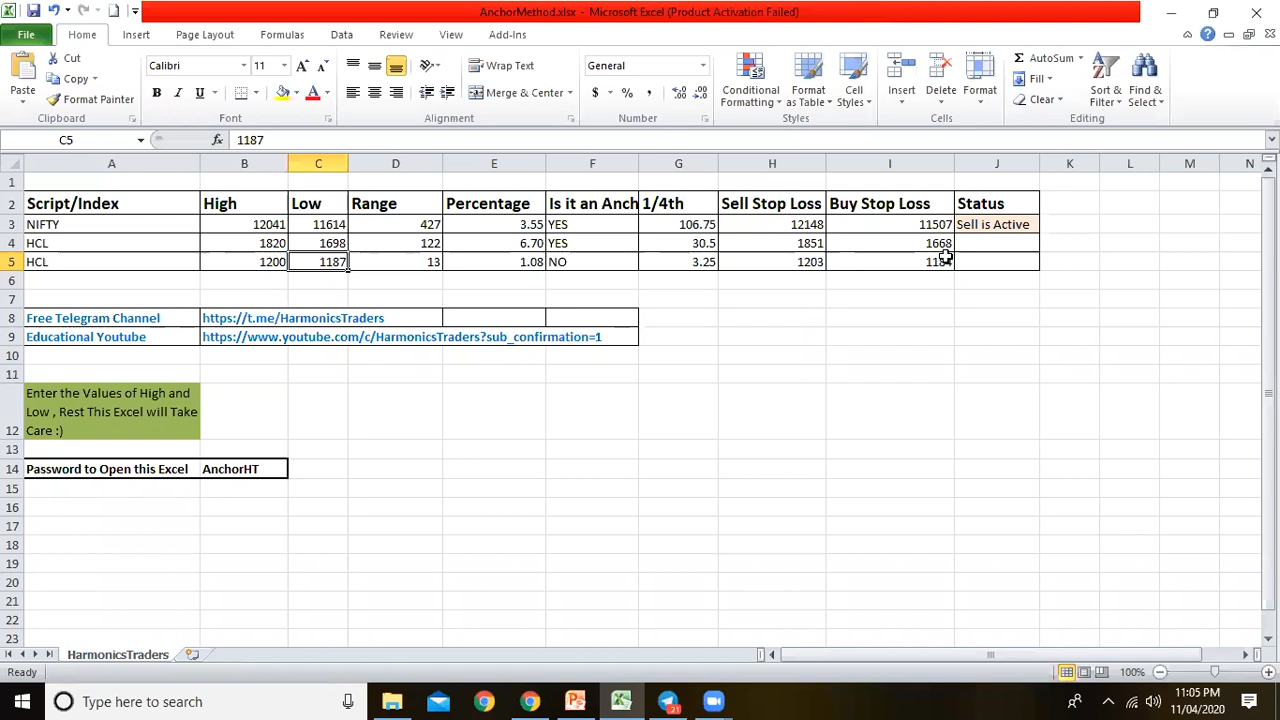 AnchorMethod.xlsx - Microsoft Excel (Product Activation Failed)
File Home Insert Page Layout Formulas Data Review View Add-Ins
Paste Cut Copy Format Painter Clipboard
Calibri 11 A A B I U A Font
Wrap Text Merge & Center Alignment
General $ % , Number
Conditional Formatting Format as Table Cell Styles Styles
Insert Delete Format Cells
Σ AutoSum Fill Clear Sort & Filter Find & Select Editing
C5 fx 1187
A B C D E F G H I J K L M N
1
2 Script/Index High Low Range Percentage Is it an Anch 1/4th Sell Stop Loss Buy Stop Loss Status
3 NIFTY 12041 11614 427 3.55 YES 106.75 12148 11507 Sell is Active
4 HCL 1820 1698 122 6.70 YES 30.5 1851 1668
5 HCL 1200 1187 13 1.08 NO 3.25 1203
6
7
8 Free Telegram Channel https://t.me/HarmonicsTraders
9 Educational Youtube https://www.youtube.com/c/HarmonicsTraders?sub_confirmation=1
10
11
Enter the Values of High and
Low , Rest This Excel will Take
12 Care :)
13
14 Password to Open this Excel AnchorHT
15
16
17
18
19
20
21
22
23
HarmonicsTraders
Ready 100%
Type here to search 21 11:05 PM
11/04/2020